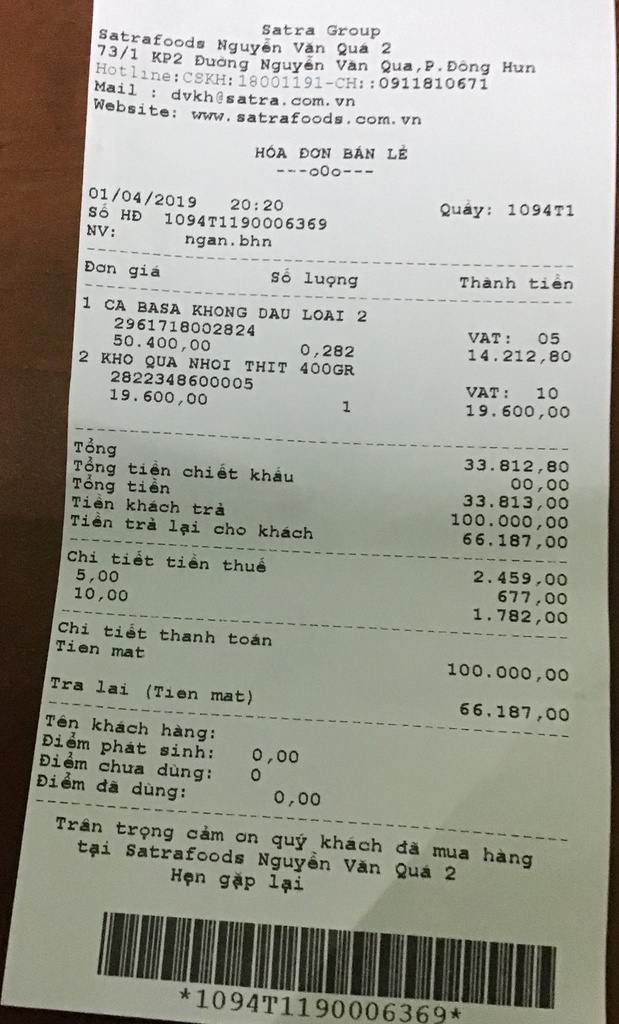 Satra Group
Satrafoods Nguyễn Văn Quá 2
73/1 KP2 Đường Nguyễn Văn Qua,P.Đông Hun
Hotline:CSKH:18001191-CH::0911810671
Mail : dvkh@satra.com.vn
Website: www.satrafoods.com.vn
HÓA ĐƠN BÁN LẺ
---oOo---
01/04/2019 20:20 Quầy: 1094T1
Số HĐ 1094T1190006369
NV: ngan.bhn
Đơn giá Số lượng Thành tiền
1 CA BASA KHONG DAU LOAI 2
2961718002824 VAT: 05
50.400,00 0,282 14.212,80
2 KHO QUA NHOI THIT 400GR
2822348600005 VAT: 10
19.600,00 1 19.600,00
Tổng 33.812,80
Tổng tiền chiết khấu 00,00
Tổng tiền 33.813,00
Tiền khách trả 100.000,00
Tiền trả lại cho khách 66.187,00
Chi tiết tiền thuế 2.459,00
5,00 677,00
10,00 1.782,00
Chi tiết thanh toán
Tien mat 100.000,00
Tra lai (Tien mat) 66.187,00
Tên khách hàng:
Điểm phát sinh: 0,00
Điểm chưa dùng: 0
Điểm đã dùng: 0,00
Trân trọng cảm ơn quý khách đã mua hàng
tại Satrafoods Nguyễn Văn Quá 2
Hẹn gặp lại
*1094T1190006369*